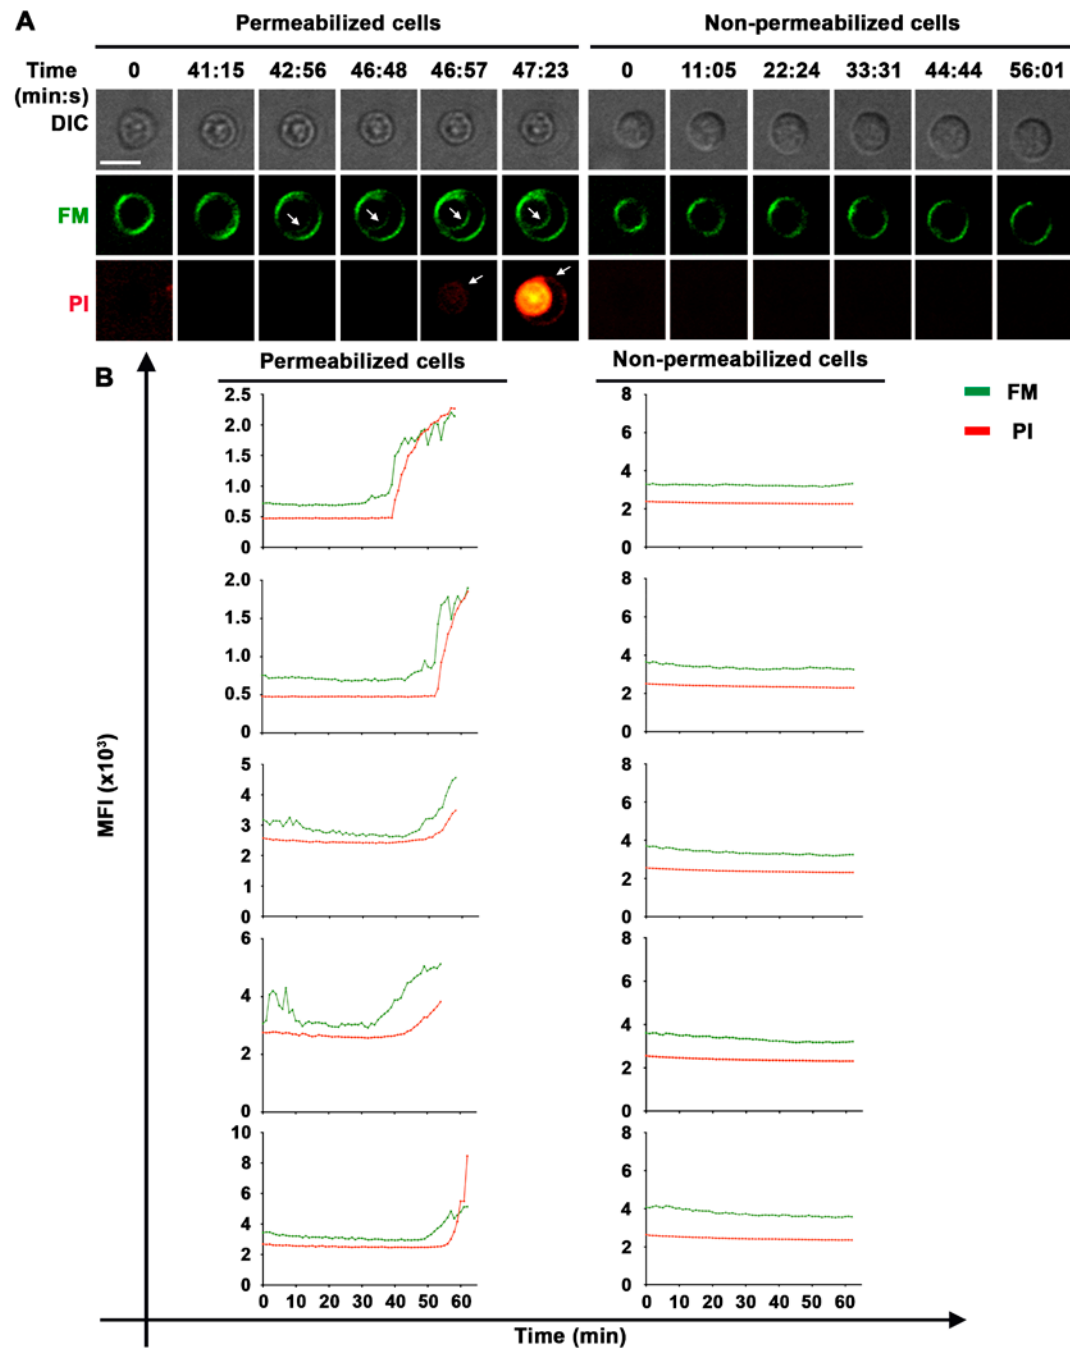 A
Permeabilized cells
Non-permeabilized cells
Time (min:s)
0 41:15 42:56 46:48 46:57 47:23
0 11:05 22:24 33:31 44:44 56:01
DIC
FM
PI
B
Permeabilized cells
Non-permeabilized cells
FM
PI
2.5
2.0
1.5
1.0
0.5
0
8
6
4
2
0
2.0
1.5
1.0
0.5
0
8
6
4
2
0
MFI (x10³)
5
4
3
2
1
0
8
6
4
2
0
6
4
2
0
8
6
4
2
0
10
8
6
4
2
0
8
6
4
2
0
0 10 20 30 40 50 60
0 10 20 30 40 50 60
Time (min)